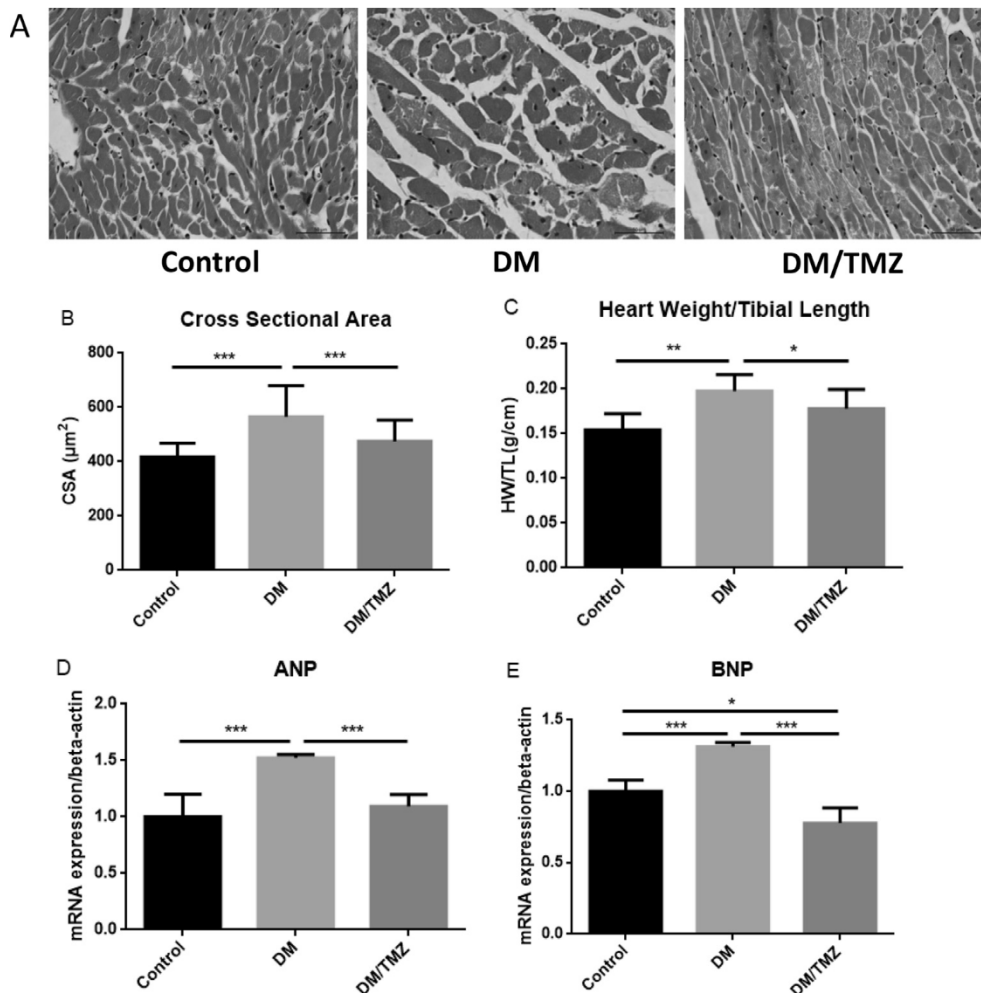 A
Control DM DM/TMZ
B
Cross Sectional Area
***
***
CSA (µm²)
800
600
400
200
0
Control
DM
DM/TMZ
C
Heart Weight/Tibial Length
**
*
HW/TL(g/cm)
0.25
0.20
0.15
0.10
0.05
0.00
Control
DM
DM/TMZ
D
ANP
***
***
mRNA expression/beta-actin
2.0
1.5
1.0
0.5
0.0
Control
DM
DM/TMZ
E
BNP
*
***
***
mRNA expression/beta-actin
1.5
1.0
0.5
0.0
Control
DM
DM/TMZ